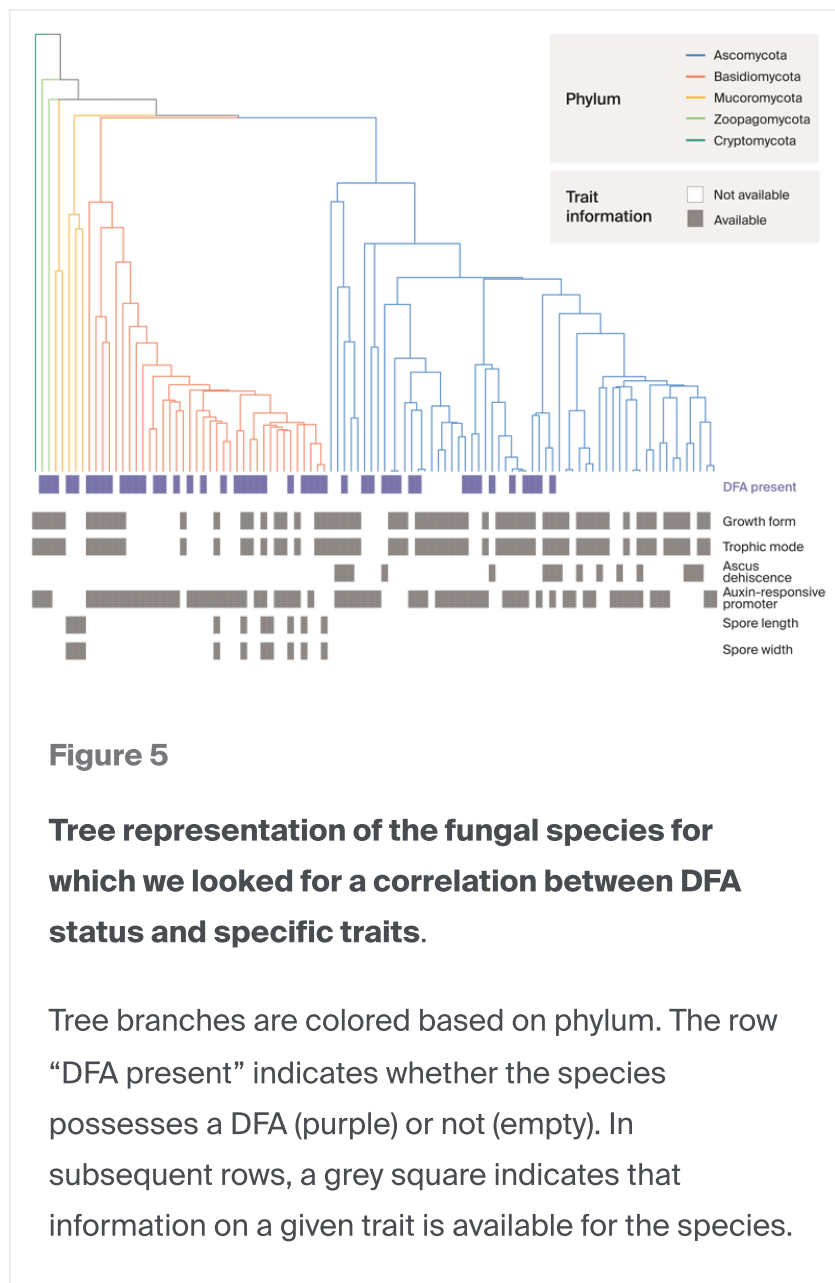 Phylum
Ascomycota
Basidiomycota
Mucoromycota
Zoopagomycota
Cryptomycota
Trait
information
Not available
Available
DFA present
Growth form
Trophic mode
Ascus
dehiscence
Auxin-responsive
promoter
Spore length
Spore width
Figure 5
Tree representation of the fungal species for
which we looked for a correlation between DFA
status and specific traits.
Tree branches are colored based on phylum. The row
“DFA present” indicates whether the species
possesses a DFA (purple) or not (empty). In
subsequent rows, a grey square indicates that
information on a given trait is available for the species.